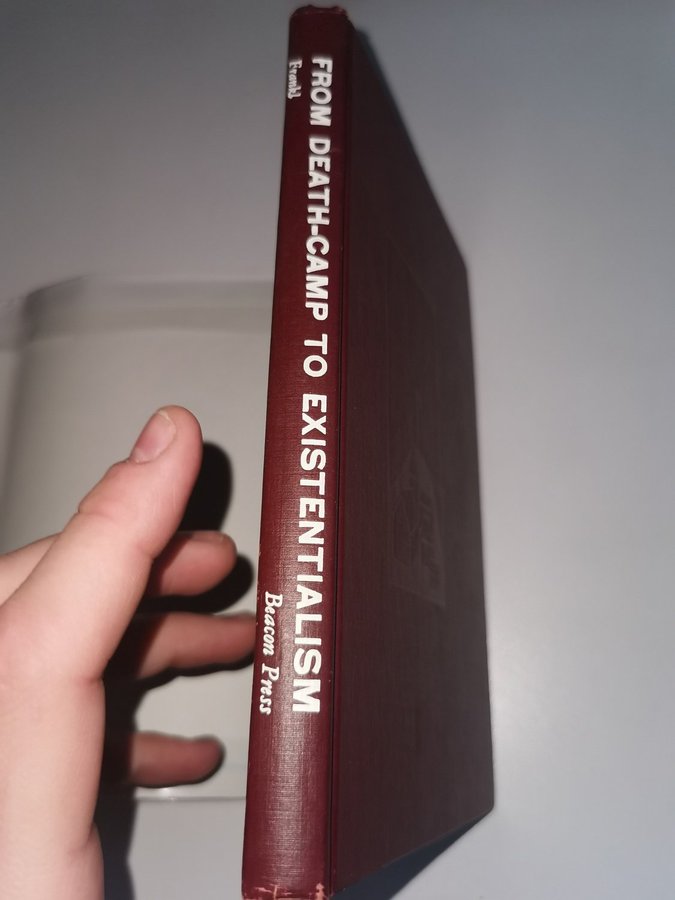 FROM DEATH-CAMP TO EXISTENTIALISM
Frankl
Beacon Press